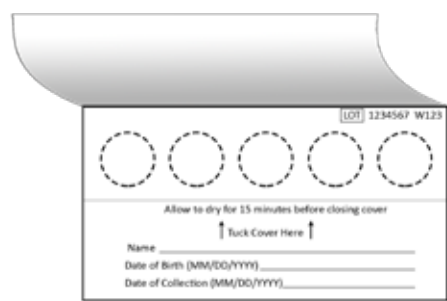 LOT 1234567 W123
Allow to dry for 15 minutes before closing cover
Tuck Cover Here
Name
Date of Birth (MM/DD/YYYY)
Date of Collection (MM/DD/YYYY)